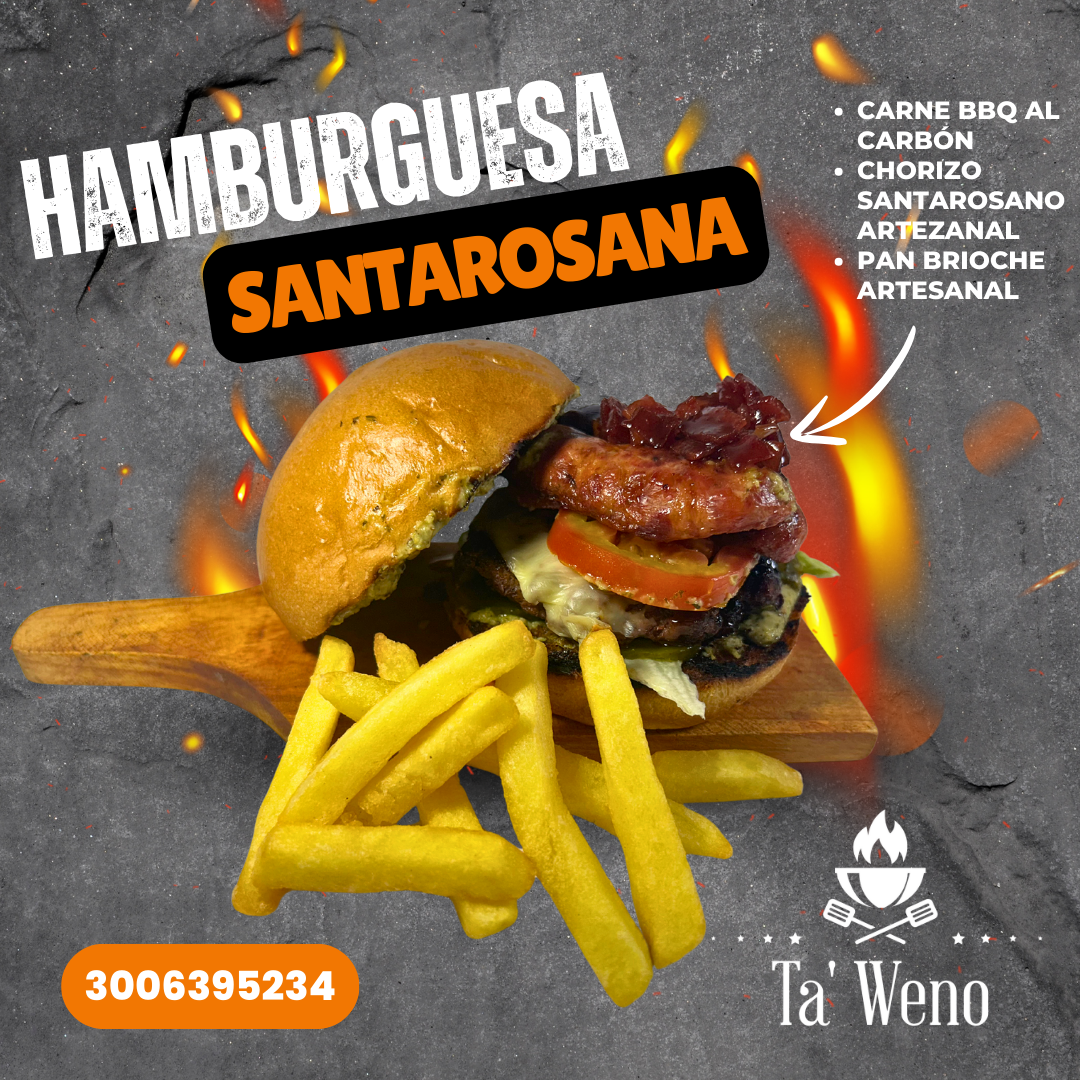 HAMBURGUESA
SANTAROSANA
• CARNE BBQ AL
CARBÓN
• CHORIZO
SANTAROSANO
ARTEZANAL
• PAN BRIOCHE
ARTESANAL
3006395234
Ta' Weno